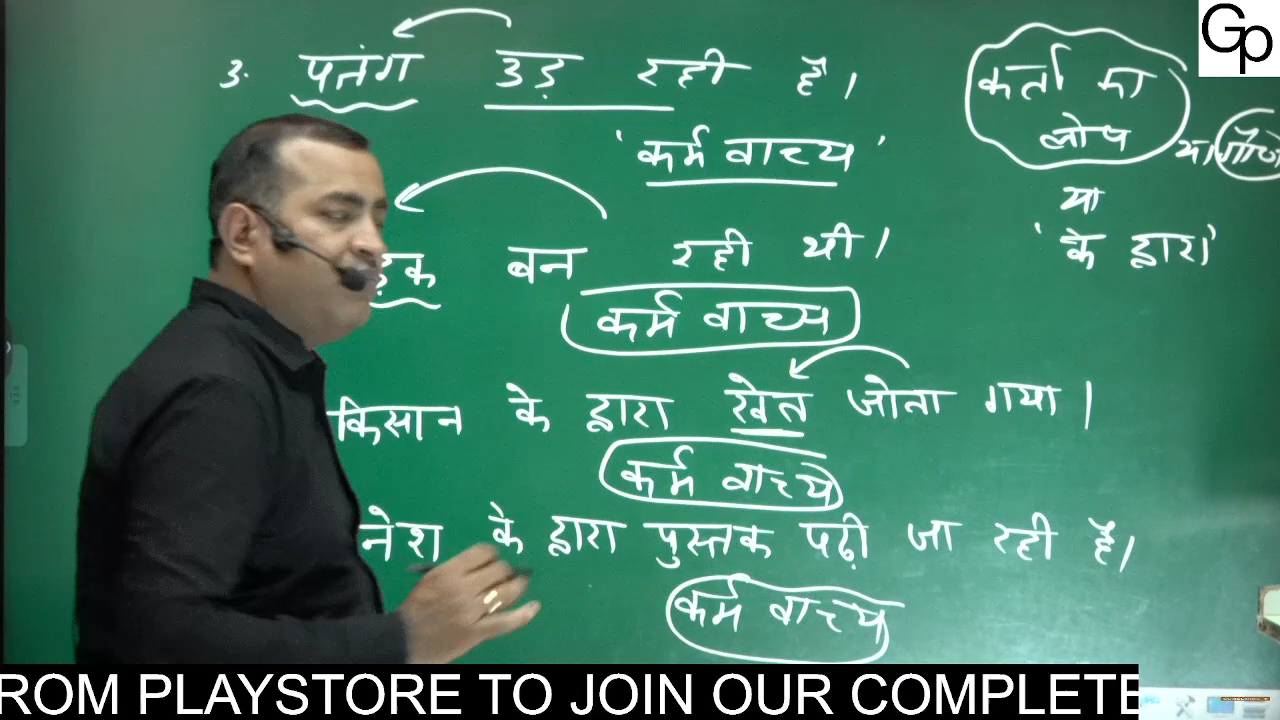 Gp
3. पतंग उड़ रही है।
'कर्म वाच्य'
कर्ता का
लोप
या
या
'के द्वारा'
बन रही थी।
कर्म वाच्य
किसान के द्वारा खेत जोता गया।
कर्म वाच्य
नेश के द्वारा पुस्तक पढ़ी जा रही है।
कर्म वाच्य
ROM PLAYSTORE TO JOIN OUR COMPLETE